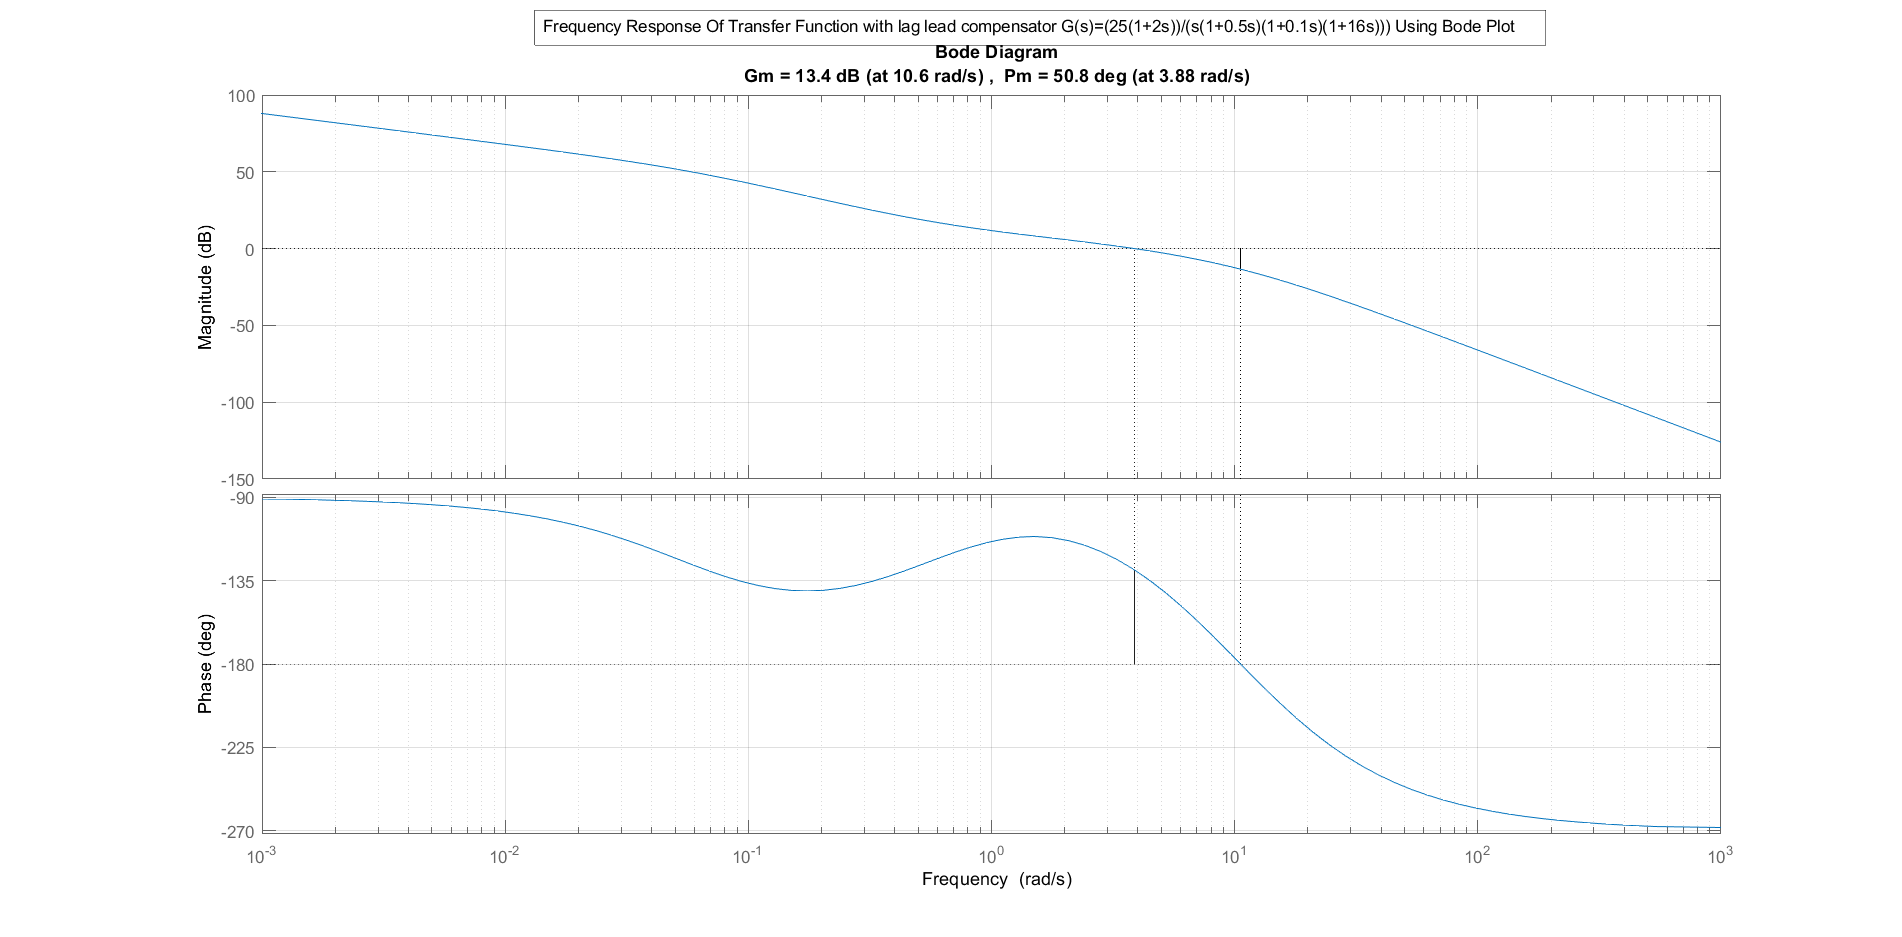 Frequency Response Of Transfer Function with lag lead compensator G(s)=(25(1+2s))/(s(1+0.5s)(1+0.1s)(1+16s))) Using Bode Plot
Bode Diagram
Gm = 13.4 dB (at 10.6 rad/s) , Pm = 50.8 deg (at 3.88 rad/s)
Magnitude (dB)
100
50
0
-50
-100
-150
Phase (deg)
-90
-135
-180
-225
-270
10^-3 10^-2 10^-1 10^0 10^1 10^2 10^3
Frequency (rad/s)